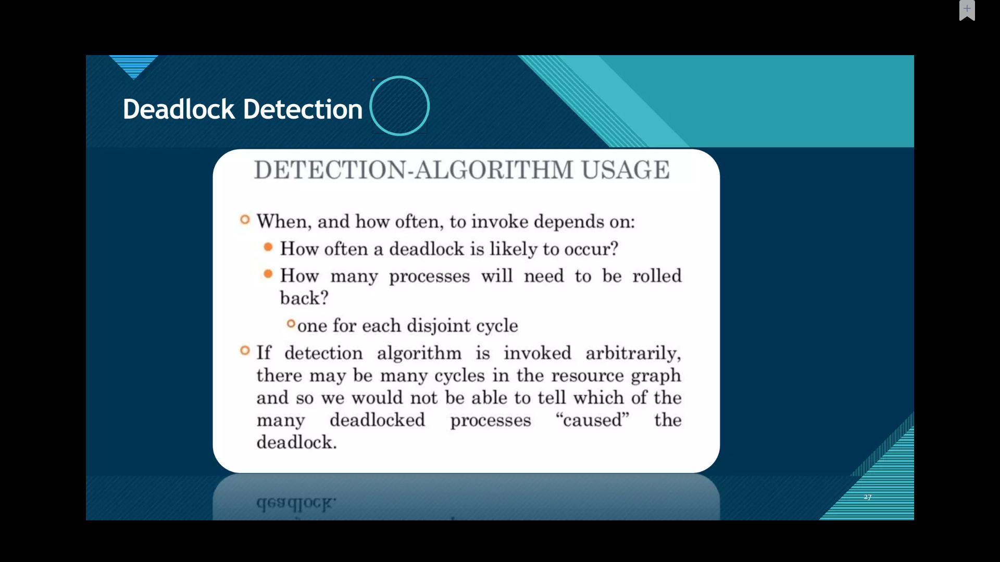 Deadlock Detection
DETECTION-ALGORITHM USAGE
When, and how often, to invoke depends on:
How often a deadlock is likely to occur?
How many processes will need to be rolled
back?
one for each disjoint cycle
If detection algorithm is invoked arbitrarily,
there may be many cycles in the resource graph
and so we would not be able to tell which of the
many deadlocked processes “caused” the
deadlock.
27